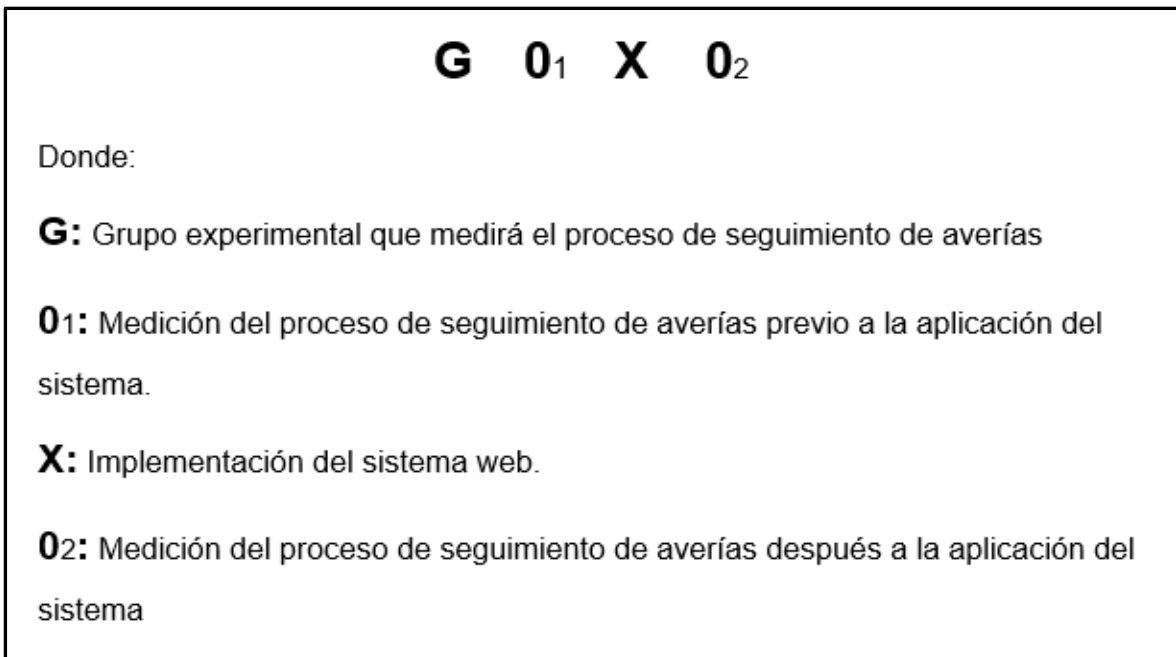 G 0₁ X 0₂
Donde:
G: Grupo experimental que medirá el proceso de seguimiento de averías
0₁: Medición del proceso de seguimiento de averías previo a la aplicación del
sistema.
X: Implementación del sistema web.
0₂: Medición del proceso de seguimiento de averías después a la aplicación del
sistema